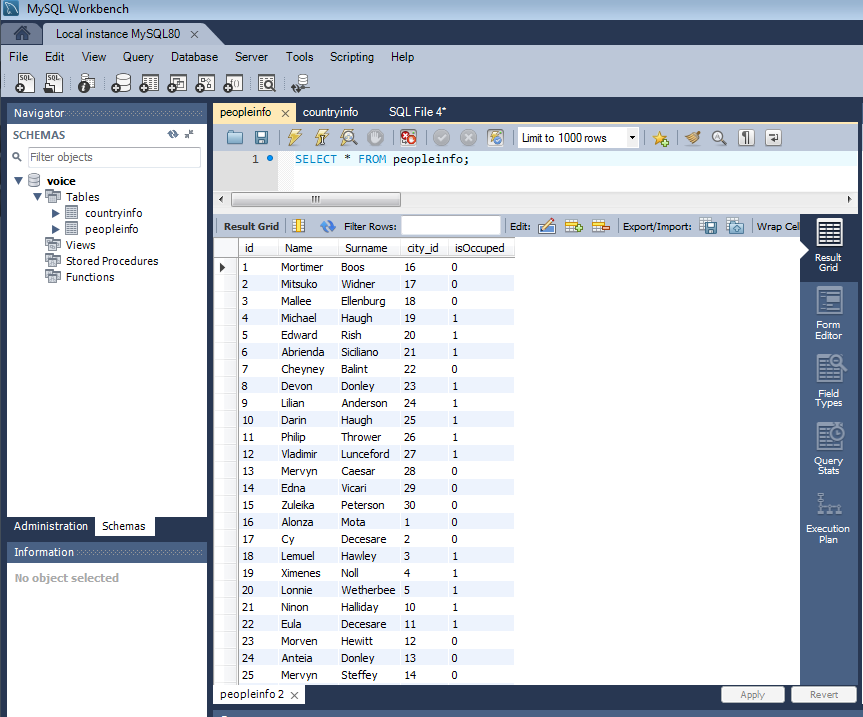 MySQL Workbench
Local instance MySQL80
File Edit View Query Database Server Tools Scripting Help
Navigator
SCHEMAS
Filter objects
voice
Tables
countryinfo
peopleinfo
Views
Stored Procedures
Functions
Administration Schemas
Information
No object selected
peopleinfo countryinfo SQL File 4*
Limit to 1000 rows
1 SELECT * FROM peopleinfo;
Result Grid Filter Rows: Edit: Export/Import: Wrap Cel
id Name Surname city_id isOccuped
1 Mortimer Boos 16 0
2 Mitsuko Widner 17 0
3 Mallee Ellenburg 18 0
4 Michael Haugh 19 1
5 Edward Rish 20 1
6 Abrienda Siciliano 21 1
7 Cheyney Balint 22 0
8 Devon Donley 23 1
9 Lilian Anderson 24 1
10 Darin Haugh 25 1
11 Philip Thrower 26 1
12 Vladimir Lunceford 27 1
13 Mervyn Caesar 28 0
14 Edna Vicari 29 0
15 Zuleika Peterson 30 0
16 Alonza Mota 1 0
17 Cy Decesare 2 0
18 Lemuel Hawley 3 1
19 Ximenes Noll 4 1
20 Lonnie Wetherbee 5 1
21 Ninon Halliday 10 1
22 Eula Decesare 11 1
23 Morven Hewitt 12 0
24 Anteia Donley 13 0
25 Mervyn Steffey 14 0
Result
Grid
Form
Editor
Field
Types
Query
Stats
Execution
Plan
peopleinfo 2
Apply Revert